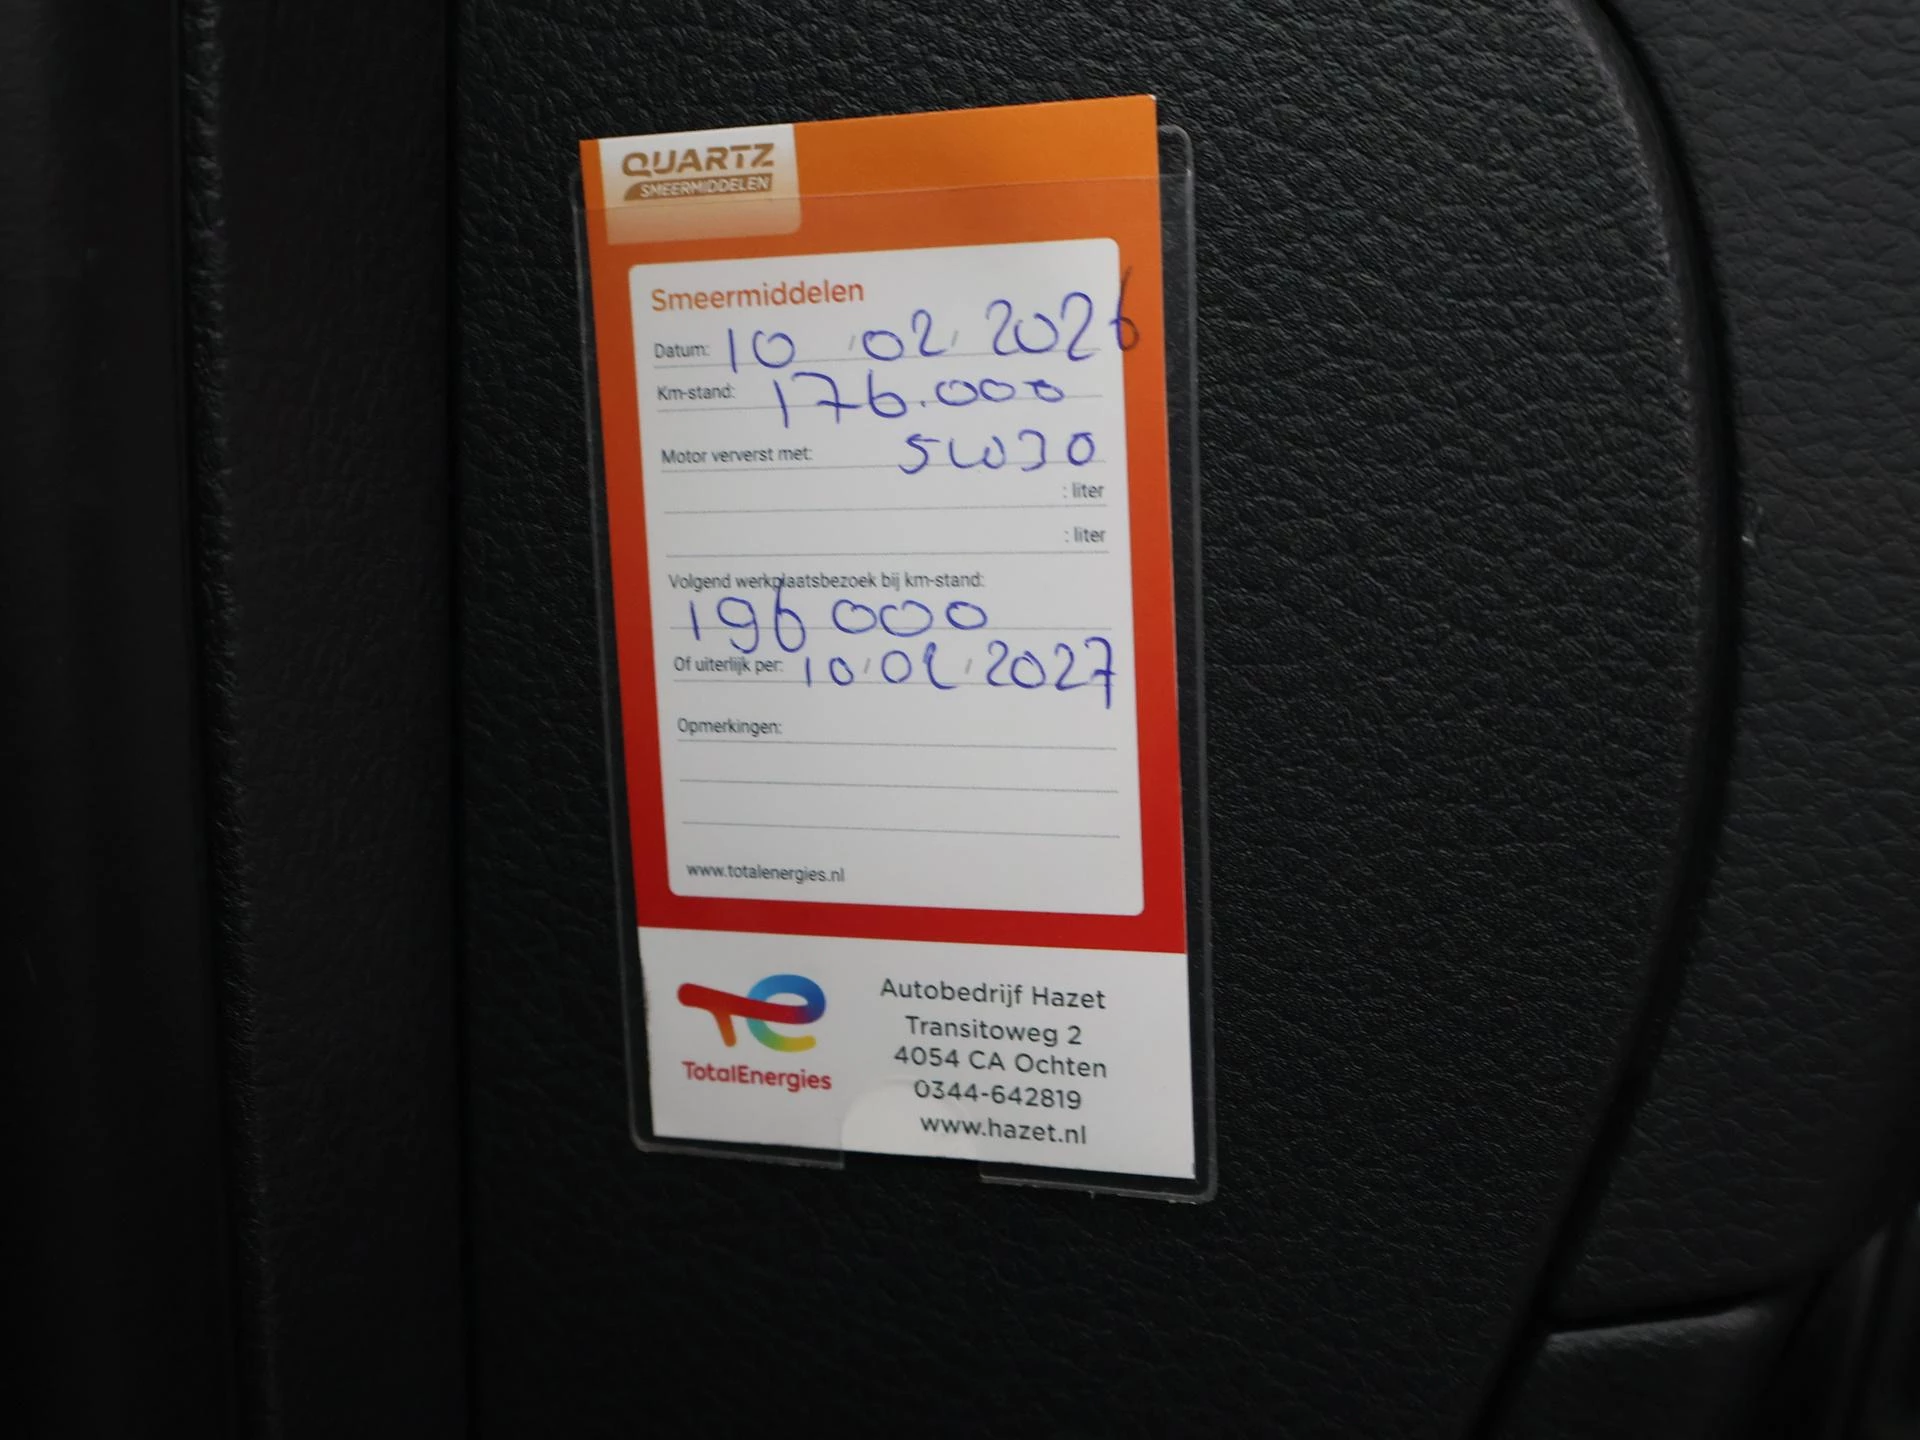 QUARTZ
SMEERMIDDELEN
Smeermiddelen
Datum: 10 / 02 / 2026
Km-stand: 176.000
Motor ververst met: 5W30
: liter
: liter
Volgend werkplaatsbezoek bij km-stand:
196 000
Of uiterlijk per: 10 / 02 / 2027
Opmerkingen:
www.totalenergies.nl
TotalEnergies
Autobedrijf Hazet
Transitoweg 2
4054 CA Ochten
0344-642819
www.hazet.nl